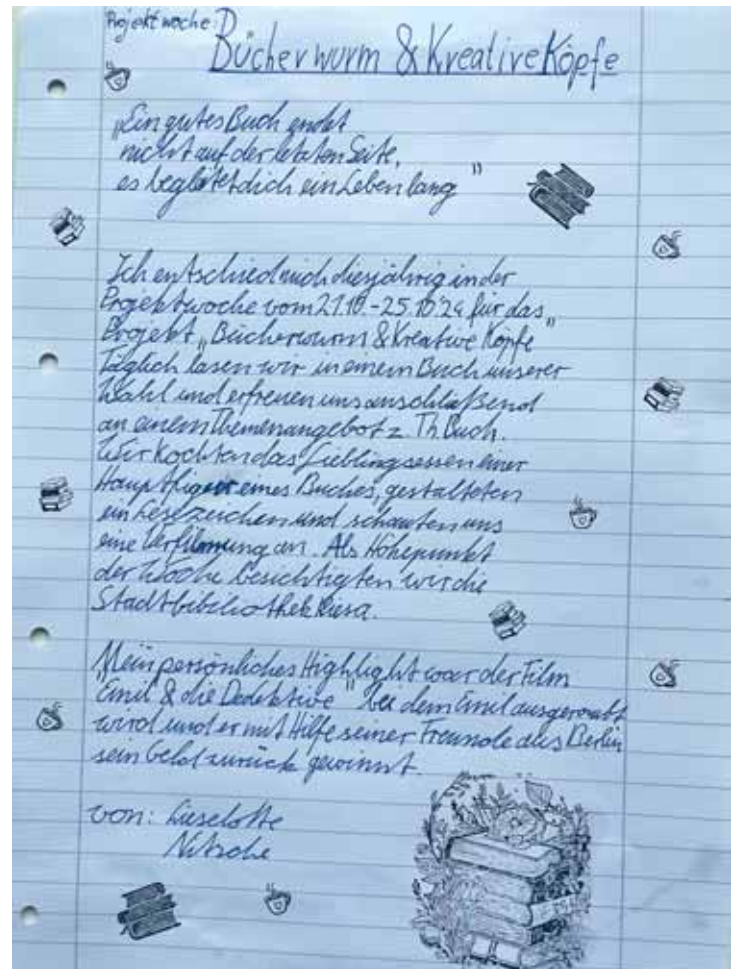 Projektwoche:
Bücherwurm & Kreative Köpfe
„Ein gutes Buch endet
nicht auf der letzten Seite,
es begleitet dich ein Leben lang "
Ich entschied mich diesjährig in der
Projektwoche vom 21.10.-25.10.24 für das
Projekt „Bücherwurm & Kreative Köpfe"
Täglich lasen wir in einem Buch unserer
Wahl und erfreuen uns anschließend
an einem Themenangebot z. Th. Buch.
Wir kochten das Lieblingsessen einer
Hauptfigur eines Buches, gestalteten
ein Lesezeichen und schauten uns
eine Verfilmung an. Als Höhepunkt
der Woche besichtigten wir die
Stadtbibliothek Riesa.
Mein persönliches Highlight war der Film
"Emil & die Dedektive" bei dem Emil ausgeraubt
wird und er mit Hilfe seiner Freunde aus Berlin
sein Geld zurück gewinnt.
von: Lieselotte
Nitzsche